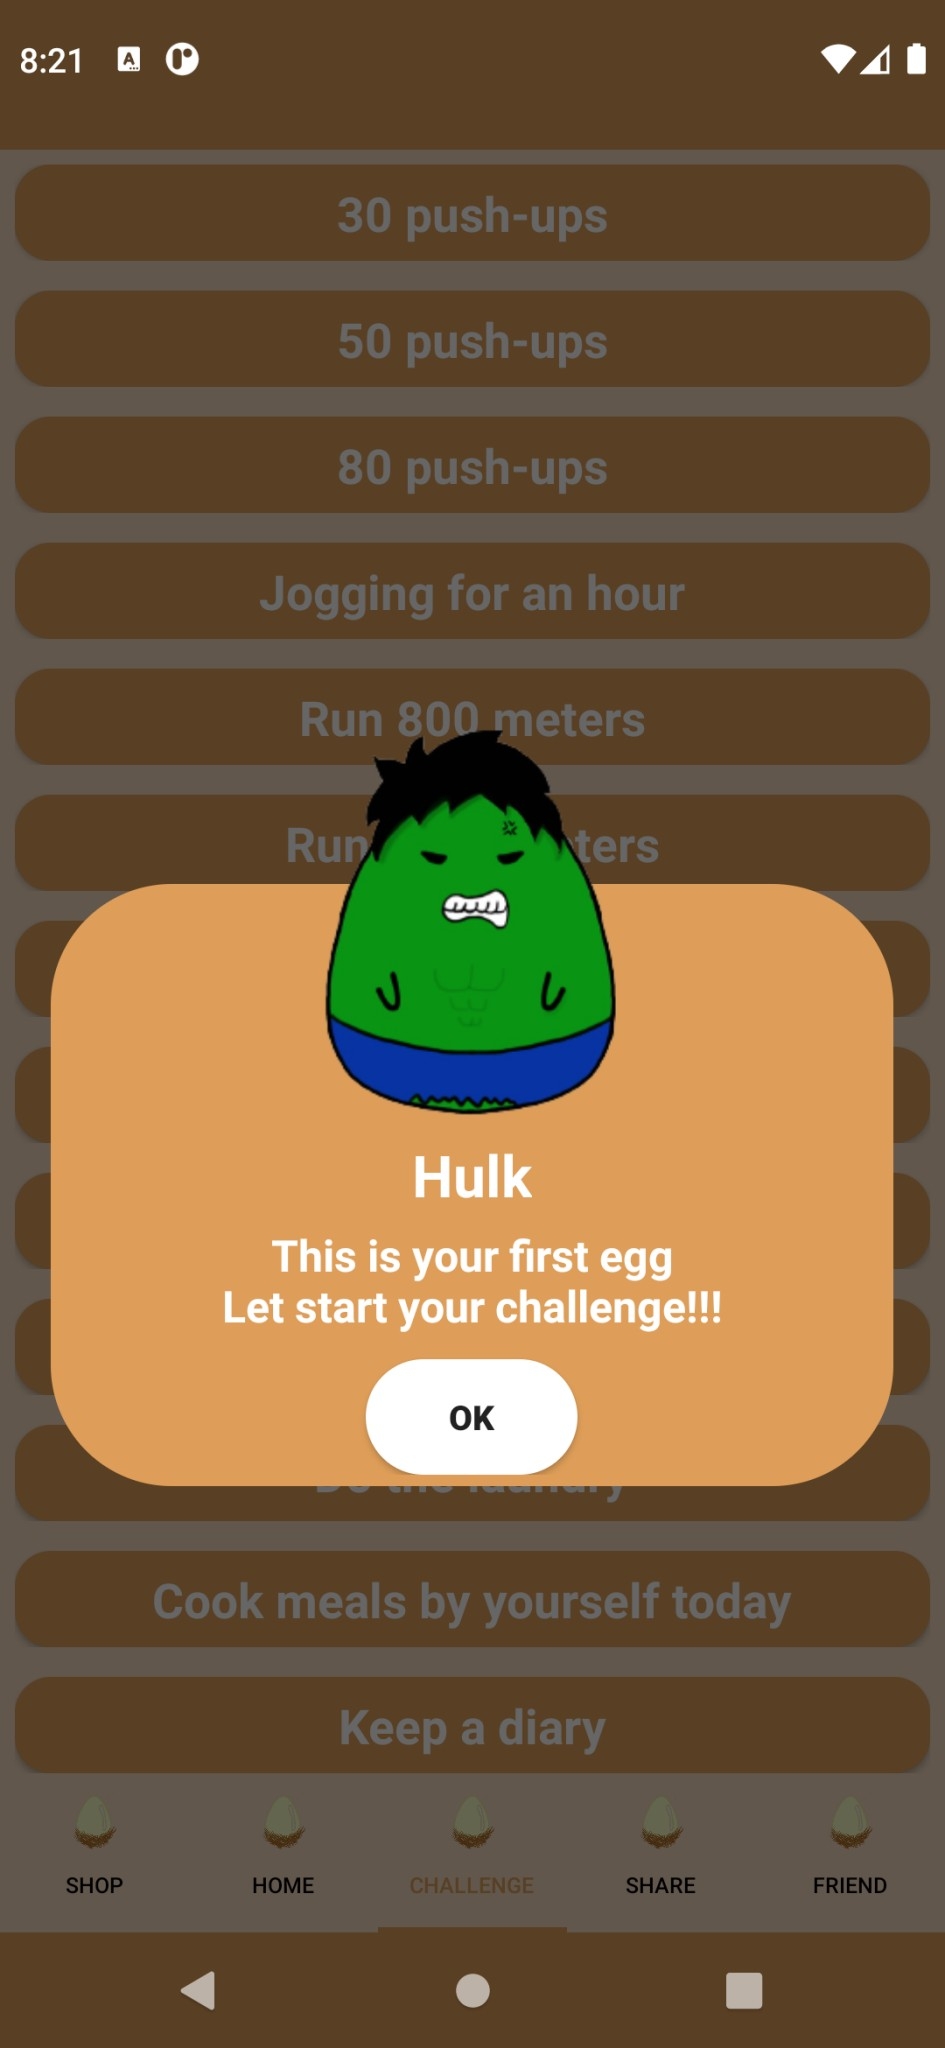 8:21
30 push-ups
50 push-ups
80 push-ups
Jogging for an hour
Run 800 meters
Run
Hulk
This is your first egg
Let start your challenge!!!
OK
Cook meals by yourself today
Keep a diary
SHOP HOME CHALLENGE SHARE FRIEND